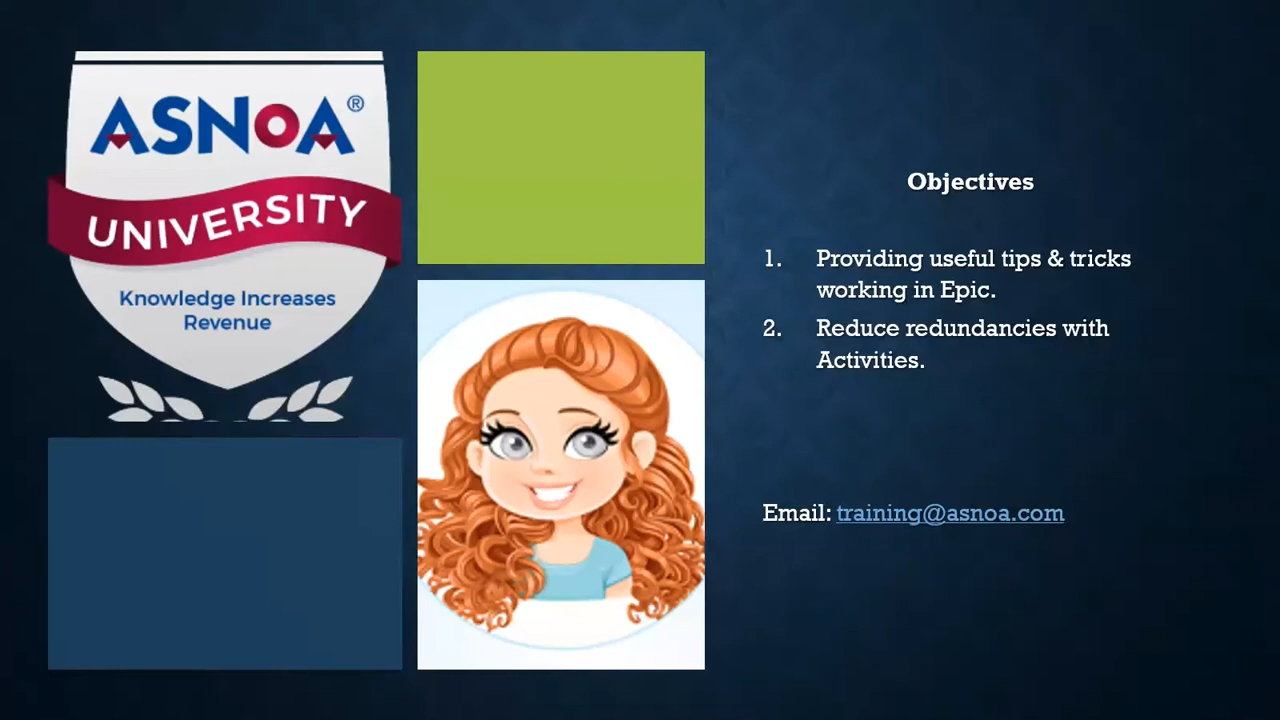 ASNOA®
UNIVERSITY
Knowledge Increases
Revenue
Objectives
1. Providing useful tips & tricks
working in Epic.
2. Reduce redundancies with
Activities.
Email: training@asnoa.com